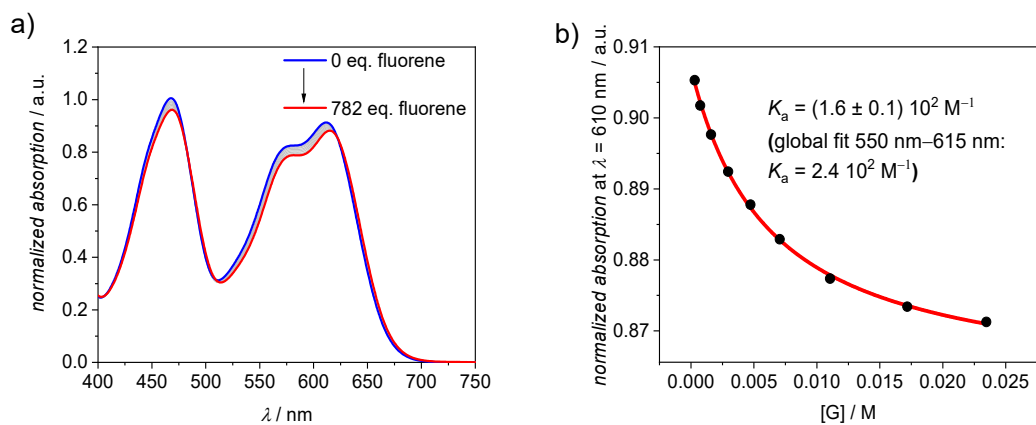 a)
normalized absorption / a.u.
1.2
1.0
0.8
0.6
0.4
0.2
0.0
0 eq. fluorene
782 eq. fluorene
400 450 500 550 600 650 700 750
λ / nm
b)
normalized absorption at λ = 610 nm / a.u.
0.91
0.90
0.89
0.88
0.87
Ka = (1.6 ± 0.1) 10² M⁻¹
(global fit 550 nm–615 nm:
Ka = 2.4 10² M⁻¹)
0.000 0.005 0.010 0.015 0.020 0.025
[G] / M